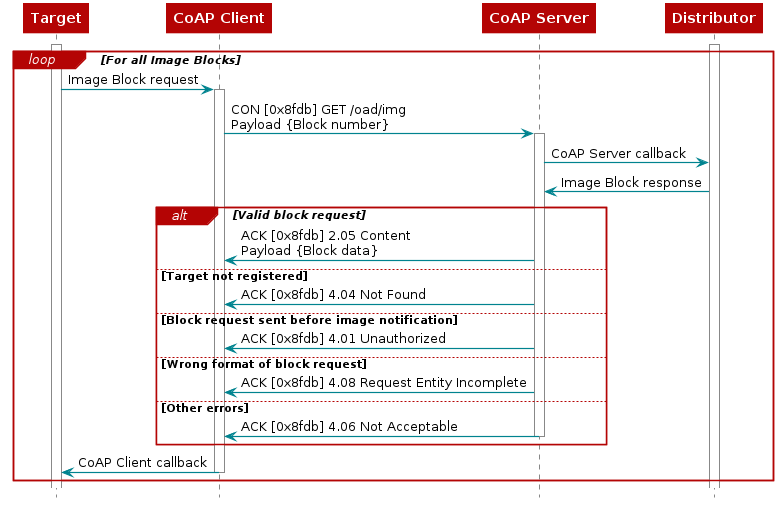 Target
CoAP Client
CoAP Server
Distributor
loop
[For all Image Blocks]
Image Block request
CON [0x8fdb] GET /oad/img
Payload {Block number}
CoAP Server callback
Image Block response
alt
[Valid block request]
ACK [0x8fdb] 2.05 Content
Payload {Block data}
[Target not registered]
ACK [0x8fdb] 4.04 Not Found
[Block request sent before image notification]
ACK [0x8fdb] 4.01 Unauthorized
[Wrong format of block request]
ACK [0x8fdb] 4.08 Request Entity Incomplete
[Other errors]
ACK [0x8fdb] 4.06 Not Acceptable
CoAP Client callback